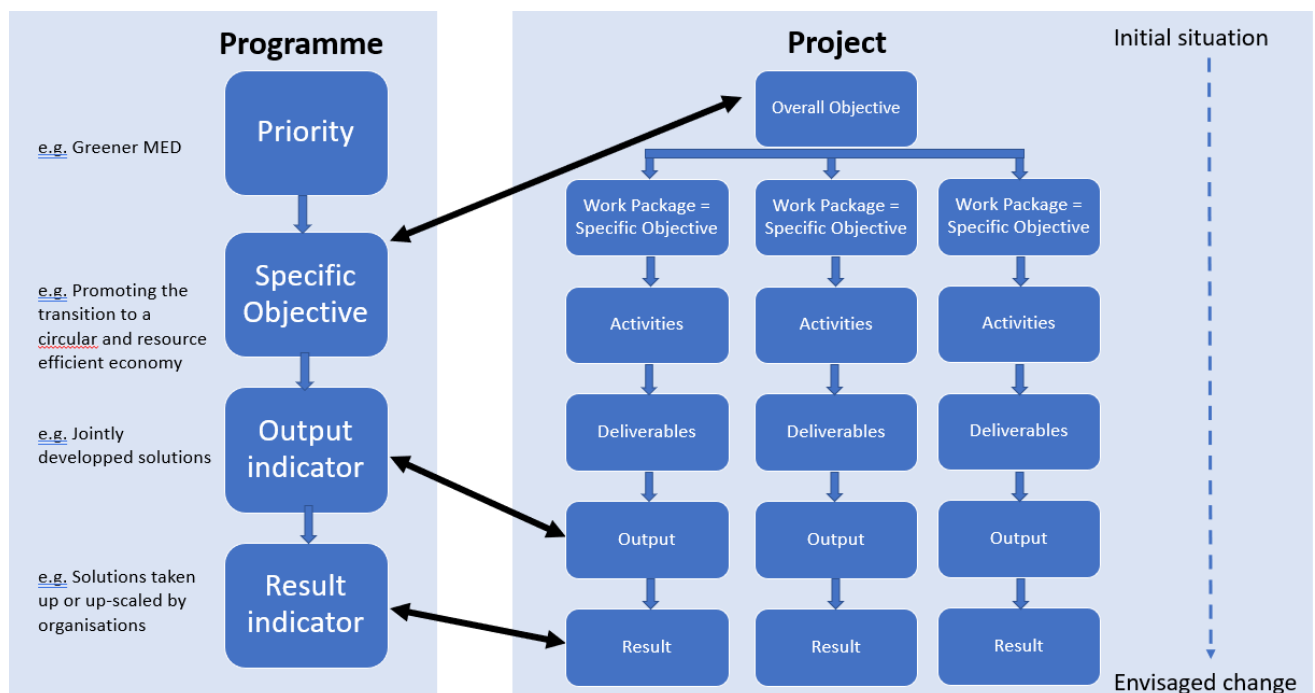 Programme
Priority
e.g. Greener MED
Specific
Objective
e.g. Promoting the
transition to a
circular and resource
efficient economy
Output
indicator
e.g. Jointly
developped solutions
Result
indicator
e.g. Solutions taken
up or up-scaled by
organisations
Project
Initial situation
Overall Objective
Work Package =
Specific Objective
Work Package =
Specific Objective
Work Package =
Specific Objective
Activities
Activities
Activities
Deliverables
Deliverables
Deliverables
Output
Output
Output
Result
Result
Result
Envisaged change